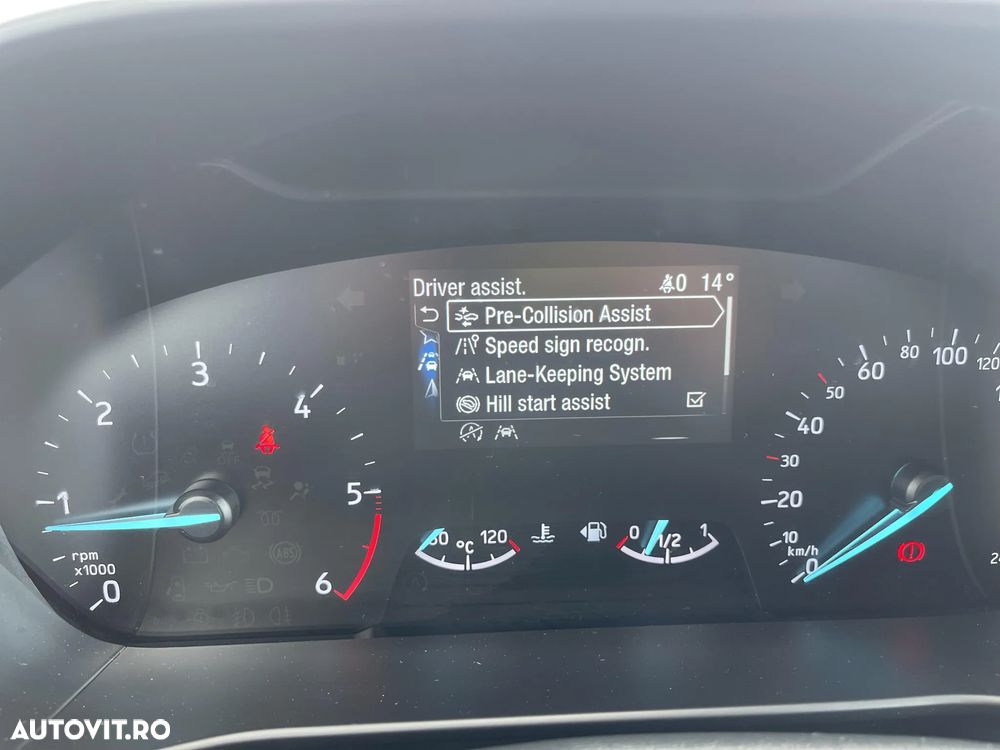 Driver assist. 0 14°
Pre-Collision Assist
Speed sign recogn.
Lane-Keeping System
Hill start assist
0
1
2
3
4
5
6
rpm
x1000
OFF
ABS
°C 120
0 1/2 1
0
10
20
30
40
50
60
80
100
120
km/h
AUTOVIT.RO